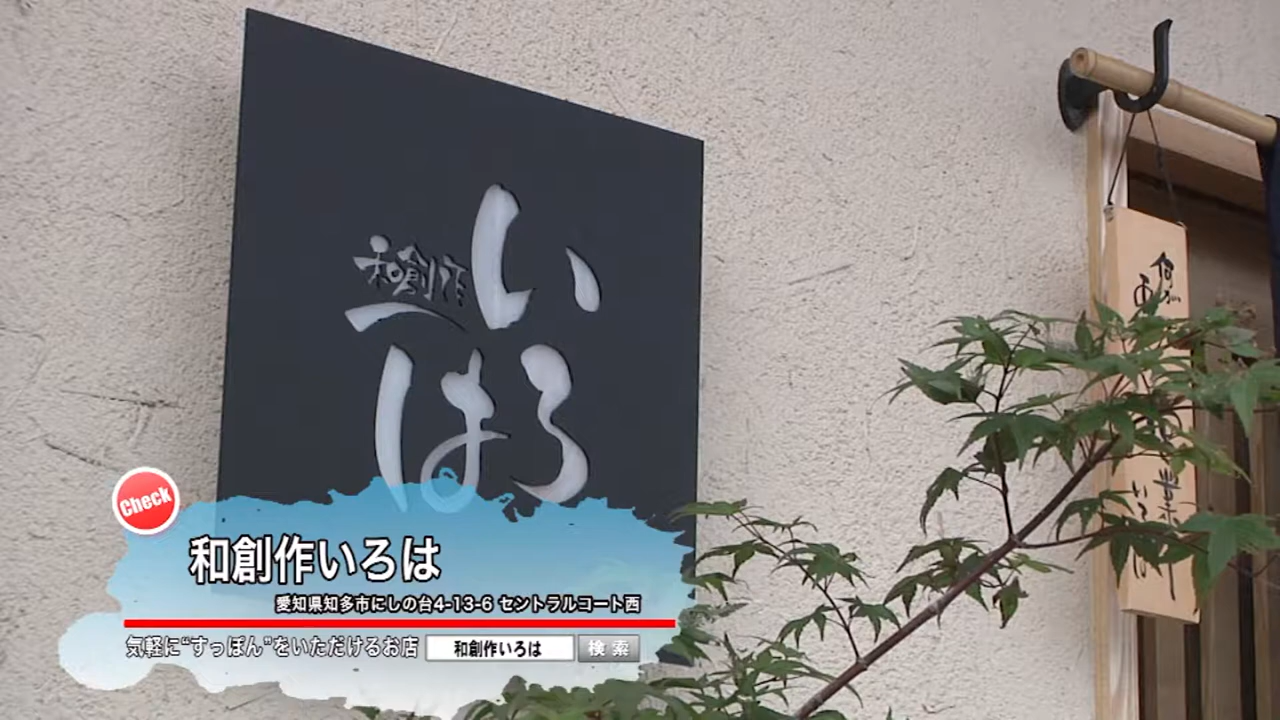 和創作
いろは
Check
和創作いろは
愛知県知多市にしの台4-13-6 セントラルコート西
気軽に“すっぽん”をいただけるお店 和創作いろは 検索